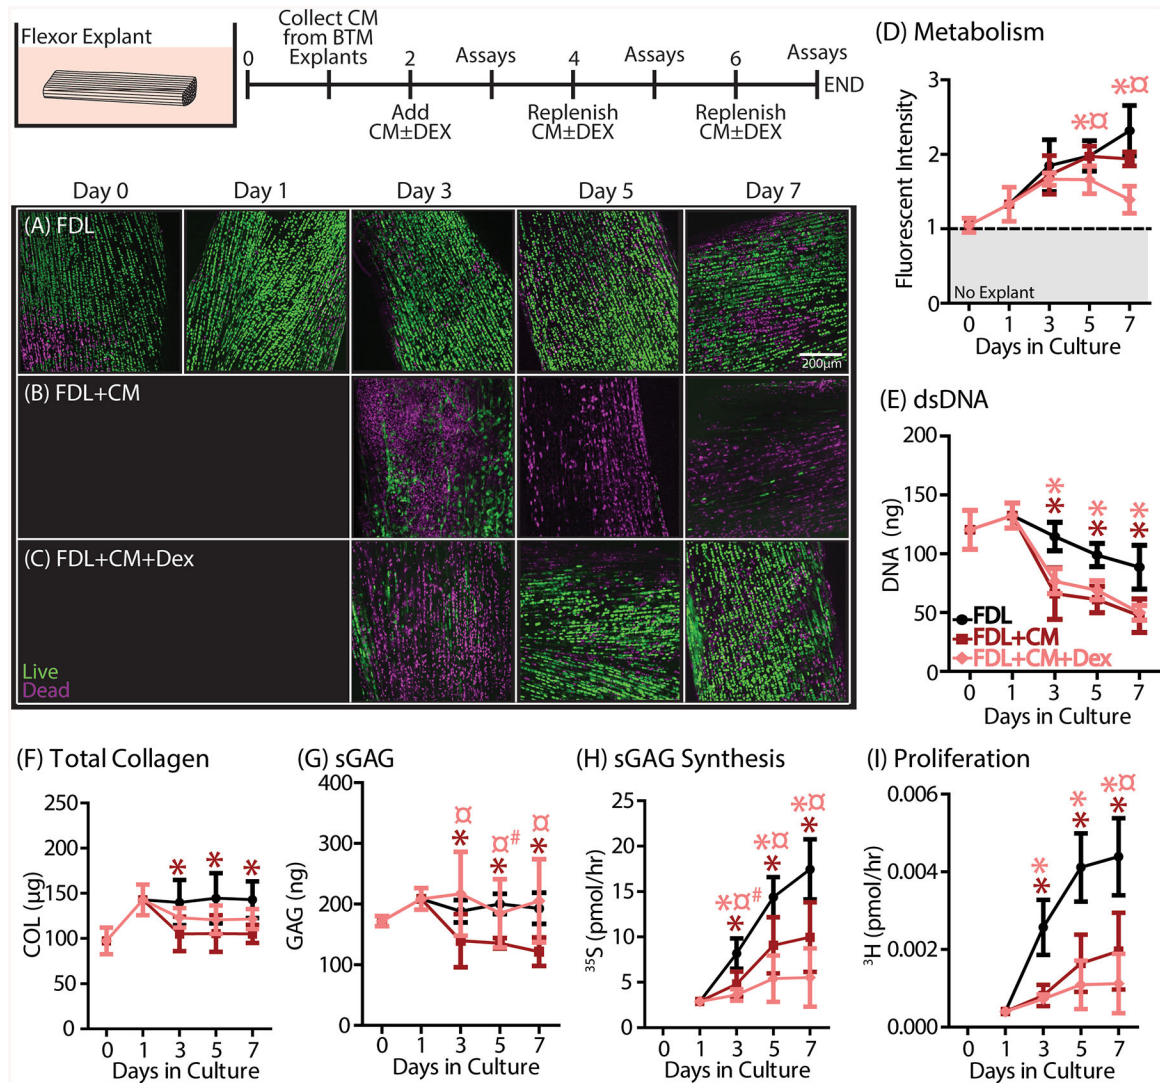 Flexor Explant
Collect CM
from BTM
Explants
0 2 Assays 4 Assays 6 Assays
END
Add
CM±DEX
Replenish
CM±DEX
Replenish
CM±DEX
Day 0 Day 1 Day 3 Day 5 Day 7
(A) FDL
200µm
(B) FDL+CM
(C) FDL+CM+Dex
Live
Dead
(D) Metabolism
Fluorescent Intensity
3
*¤
*¤
2
1
No Explant
0
0 1 3 5 7
Days in Culture
(E) dsDNA
DNA (ng)
200
150
* * *
* * *
100
50
FDL
FDL+CM
FDL+CM+Dex
0
0 1 3 5 7
Days in Culture
(F) Total Collagen
COL (µg)
250
200
* * *
150
100
50
0
0 1 3 5 7
Days in Culture
(G) sGAG
GAG (ng)
400
¤ ¤# ¤
* * *
300
200
100
0
0 1 3 5 7
Days in Culture
(H) sGAG Synthesis
³⁵S (pmol/hr)
25
*¤
*
20
*¤
*
15
*¤#
*
10
5
0
0 1 3 5 7
Days in Culture
(I) Proliferation
³H (pmol/hr)
0.006
* *¤
* *
*
*
0.004
0.002
0.000
0 1 3 5 7
Days in Culture